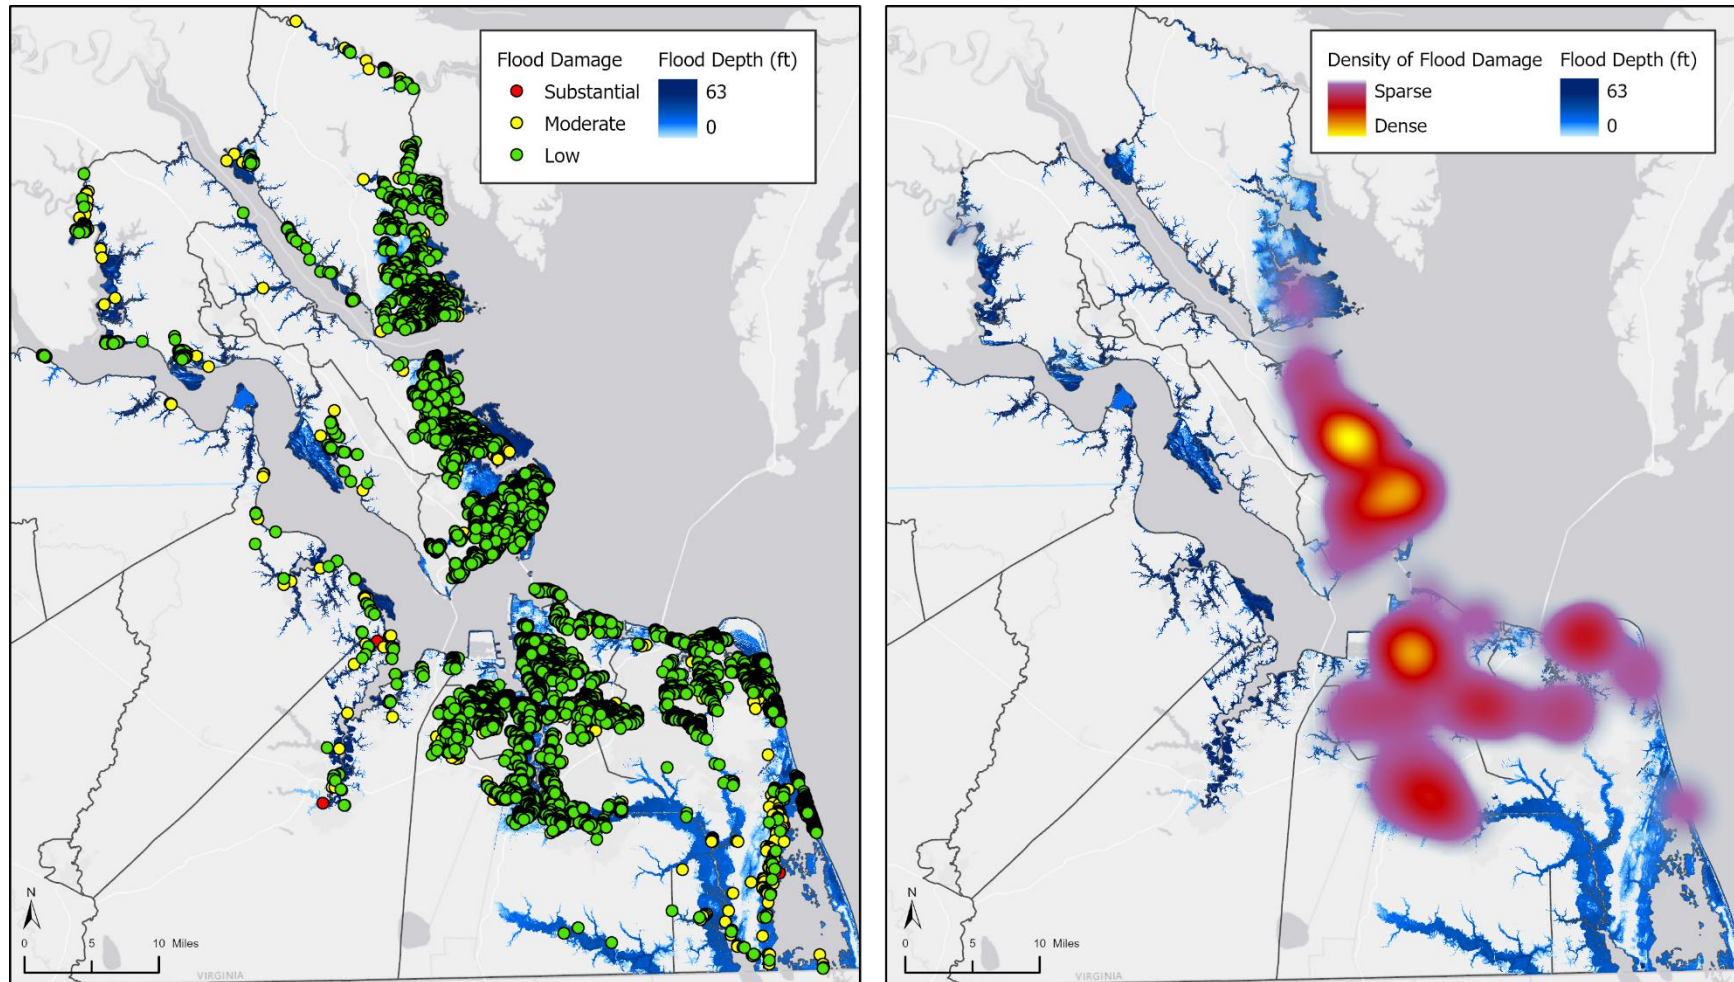 Flood Damage
Substantial
Moderate
Low
Flood Depth (ft)
63
0
N
0 5 10 Miles
VIRGINIA
Density of Flood Damage
Sparse
Dense
Flood Depth (ft)
63
0
N
0 5 10 Miles
VIRGINIA